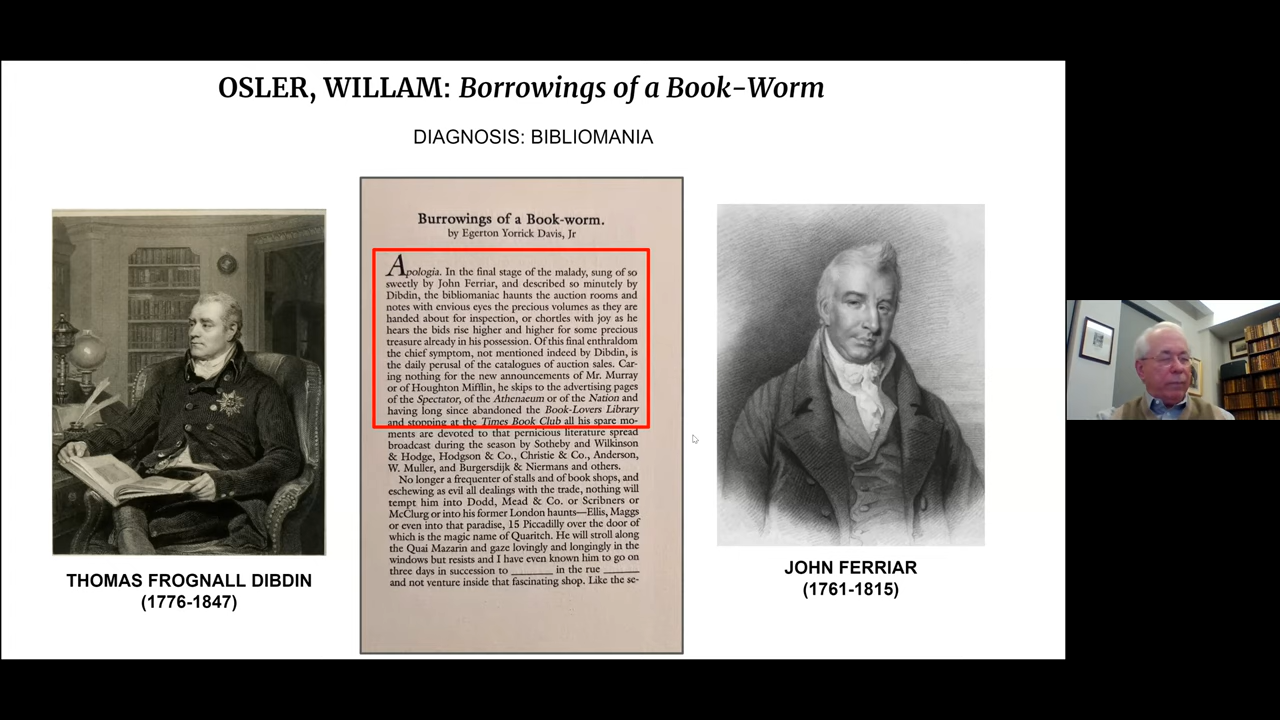 OSLER, WILLAM: Borrowings of a Book-Worm
DIAGNOSIS: BIBLIOMANIA
Burrowings of a Book-worm.
by Egerton Yorrick Davis, Jr
Apologia. In the final stage of the malady, sung of so
sweetly by John Ferriar, and described so minutely by
Dibdin, the bibliomaniac haunts the auction rooms and
notes with envious eyes the precious volumes as they are
handed about for inspection, or chortles with joy as he
hears the bids rise higher and higher for some precious
treasure already in his possession. Of this final enthraldom
the chief symptom, not mentioned indeed by Dibdin, is
the daily perusal of the catalogues of auction sales. Car-
ing nothing for the new announcements of Mr. Murray
or of Houghton Mifflin, he skips to the advertising pages
of the Spectator, of the Athenaeum or of the Nation and
having long since abandoned the Book-Lovers Library
and stopping at the Times Book Club all his spare mo-
ments are devoted to that pernicious literature spread
broadcast during the season by Sotheby and Wilkinson
& Hodge, Hodgson & Co., Christie & Co., Anderson,
W. Muller, and Burgersdijk & Niermans and others.
No longer a frequenter of stalls and of book shops, and
eschewing as evil all dealings with the trade, nothing will
tempt him into Dodd, Mead & Co. or Scribners or
McClurg or into his former London haunts—Ellis, Maggs
or even into that paradise, 15 Piccadilly over the door of
which is the magic name of Quaritch. He will stroll along
the Quai Mazarin and gaze lovingly and longingly in the
windows but resists and I have even known him to go on
three days in succession to ________ in the rue _______
and not venture inside that fascinating shop. Like the se-
THOMAS FROGNALL DIBDIN
(1776-1847)
JOHN FERRIAR
(1761-1815)